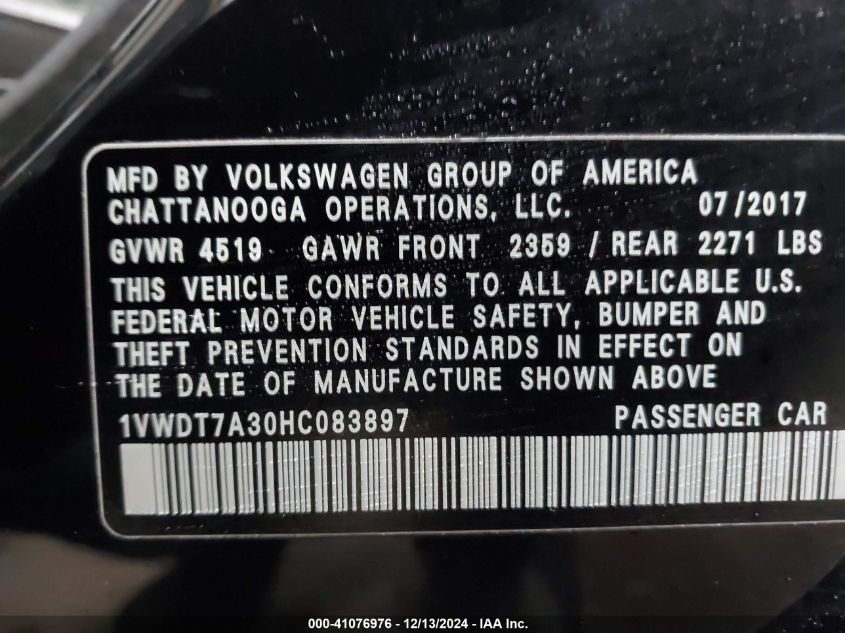 MFD BY VOLKSWAGEN GROUP OF AMERICA
CHATTANOOGA OPERATIONS, LLC. 07/2017
GVWR 4519 GAWR FRONT 2359 / REAR 2271 LBS
THIS VEHICLE CONFORMS TO ALL APPLICABLE U.S.
FEDERAL MOTOR VEHICLE SAFETY, BUMPER AND
THEFT PREVENTION STANDARDS IN EFFECT ON
THE DATE OF MANUFACTURE SHOWN ABOVE
1VWDT7A30HC083897 PASSENGER CAR
000-41076976 - 12/13/2024 - IAA Inc.